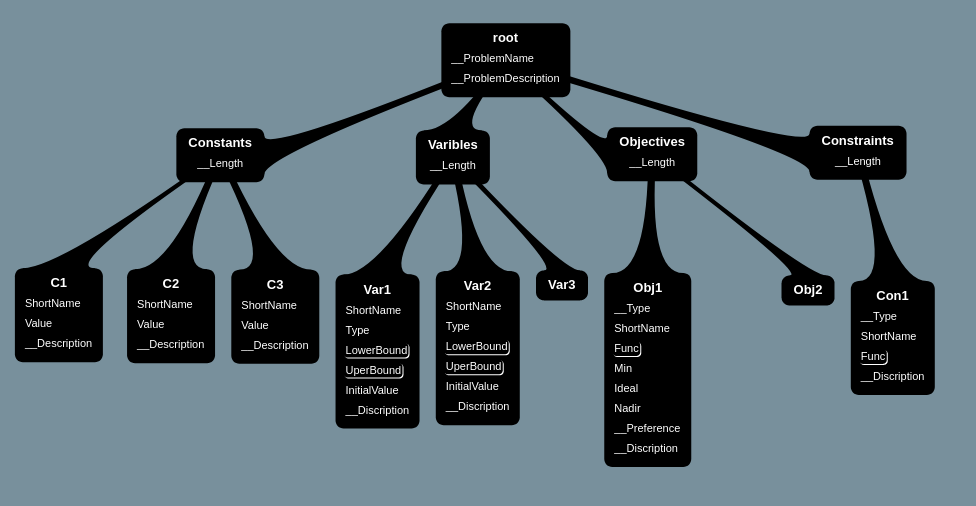 root
__ProblemName
__ProblemDescription
Constants
__Length
Varibles
__Length
Objectives
__Length
Constraints
__Length
C1
ShortName
Value
__Description
C2
ShortName
Value
__Description
C3
ShortName
Value
__Description
Var1
ShortName
Type
LowerBound
UperBound
InitialValue
__Discription
Var2
ShortName
Type
LowerBound
UperBound
InitialValue
__Discription
Var3
Obj1
__Type
ShortName
Func
Min
Ideal
Nadir
__Preference
__Discription
Obj2
Con1
__Type
ShortName
Func
__Discription